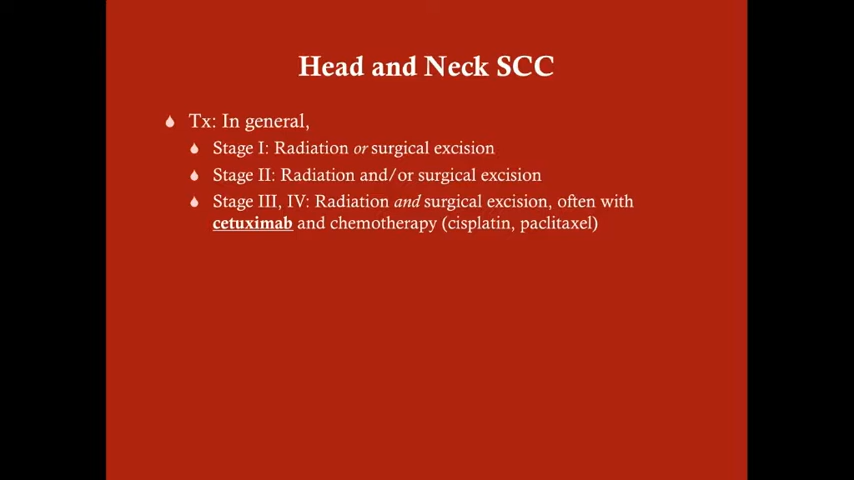 Head and Neck SCC
Tx: In general,
Stage I: Radiation or surgical excision
Stage II: Radiation and/or surgical excision
Stage III, IV: Radiation and surgical excision, often with
cetuximab and chemotherapy (cisplatin, paclitaxel)